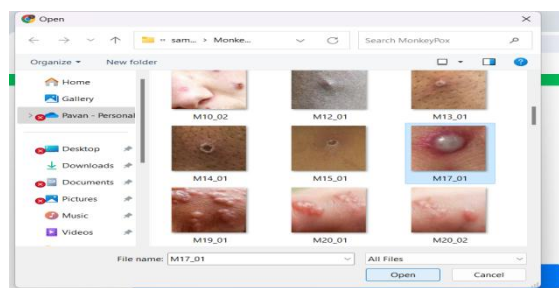 Open
« sam... > Monke...
Search MonkeyPox
Organize
New folder
Home
Gallery
Pavan - Personal
Desktop
Downloads
Documents
Pictures
Music
Videos
M10_02
M12_01
M13_01
M14_01
M15_01
M17_01
M19_01
M20_01
M20_02
File name: M17_01
All Files
Open
Cancel